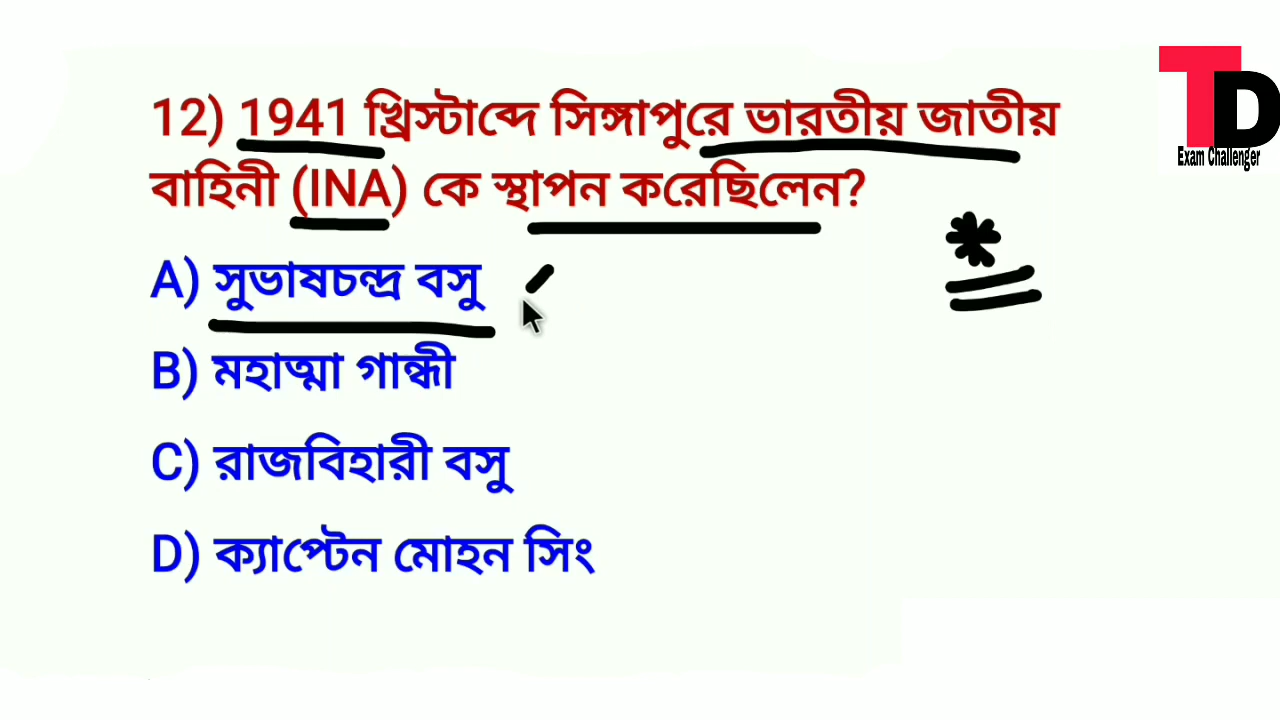 12) 1941 খ্রিস্টাব্দে সিঙ্গাপুরে ভারতীয় জাতীয়
বাহিনী (INA) কে স্থাপন করেছিলেন?
A) সুভাষচন্দ্র বসু
B) মহাত্মা গান্ধী
C) রাজবিহারী বসু
D) ক্যাপ্টেন মোহন সিং
TD
Exam Challenger